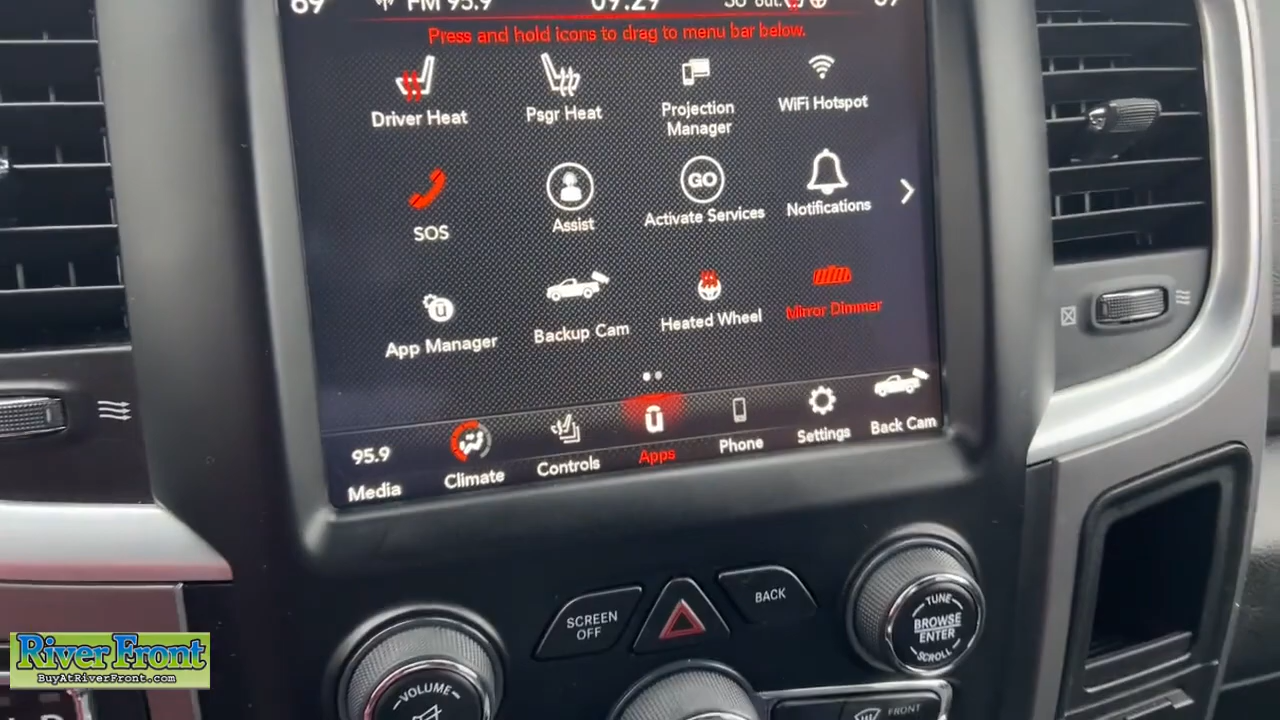 69 FM 95.9 09:29 out: 69
Press and hold icons to drag to menu bar below.
Driver Heat Psgr Heat Projection Manager WiFi Hotspot
SOS Assist GO Activate Services Notifications
App Manager Backup Cam Heated Wheel Mirror Dimmer
95.9
Media Climate Controls Apps Phone Settings Back Cam
SCREEN OFF BACK
TUNE
BROWSE
ENTER
SCROLL
VOLUME
FRONT
River Front
BuyAtRiverFront.com